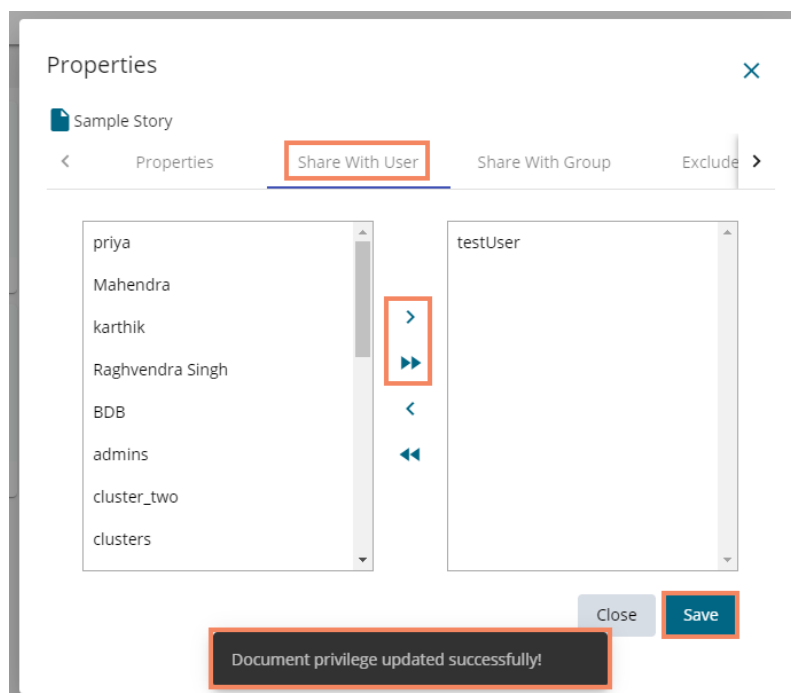 Properties
Sample Story
Properties Share With User Share With Group Exclude
priya testUser
Mahendra
karthik
Raghvendra Singh
BDB
admins
cluster_two
clusters
Close Save
Document privilege updated successfully!